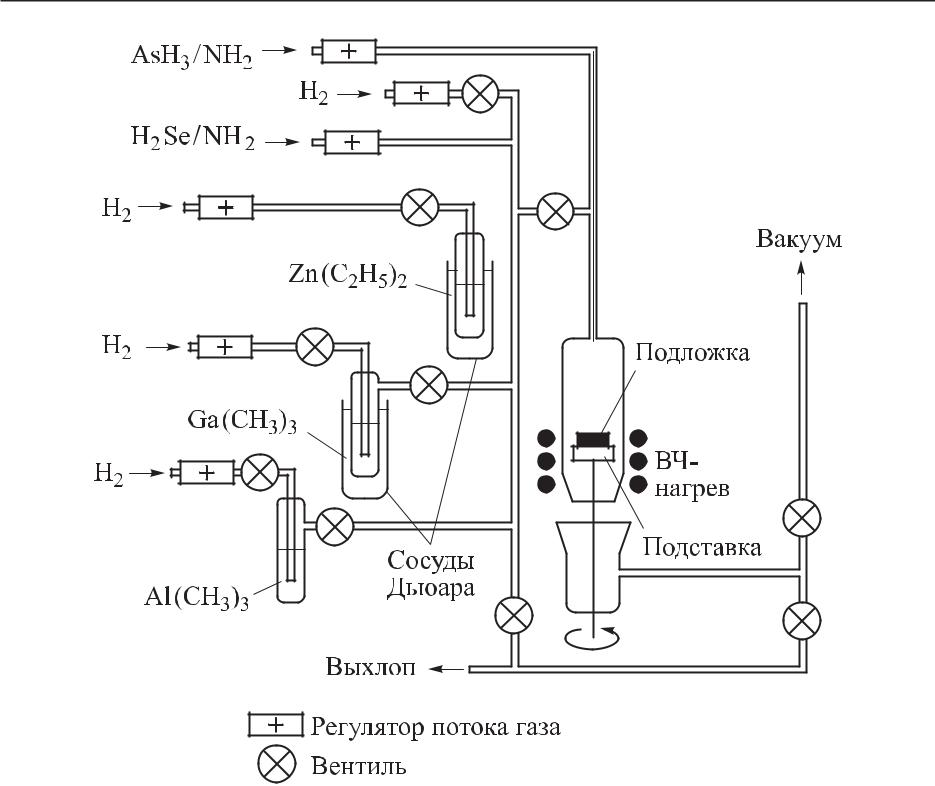 AsH₃/NH₂
H₂
H₂Se/NH₂
H₂
Вакуум
Zn(C₂H₅)₂
H₂
Подложка
Ga(CH₃)₃
H₂
ВЧ-
нагрев
Подставка
Сосуды
Дьюара
Al(CH₃)₃
Выхлоп
Регулятор потока газа
Вентиль